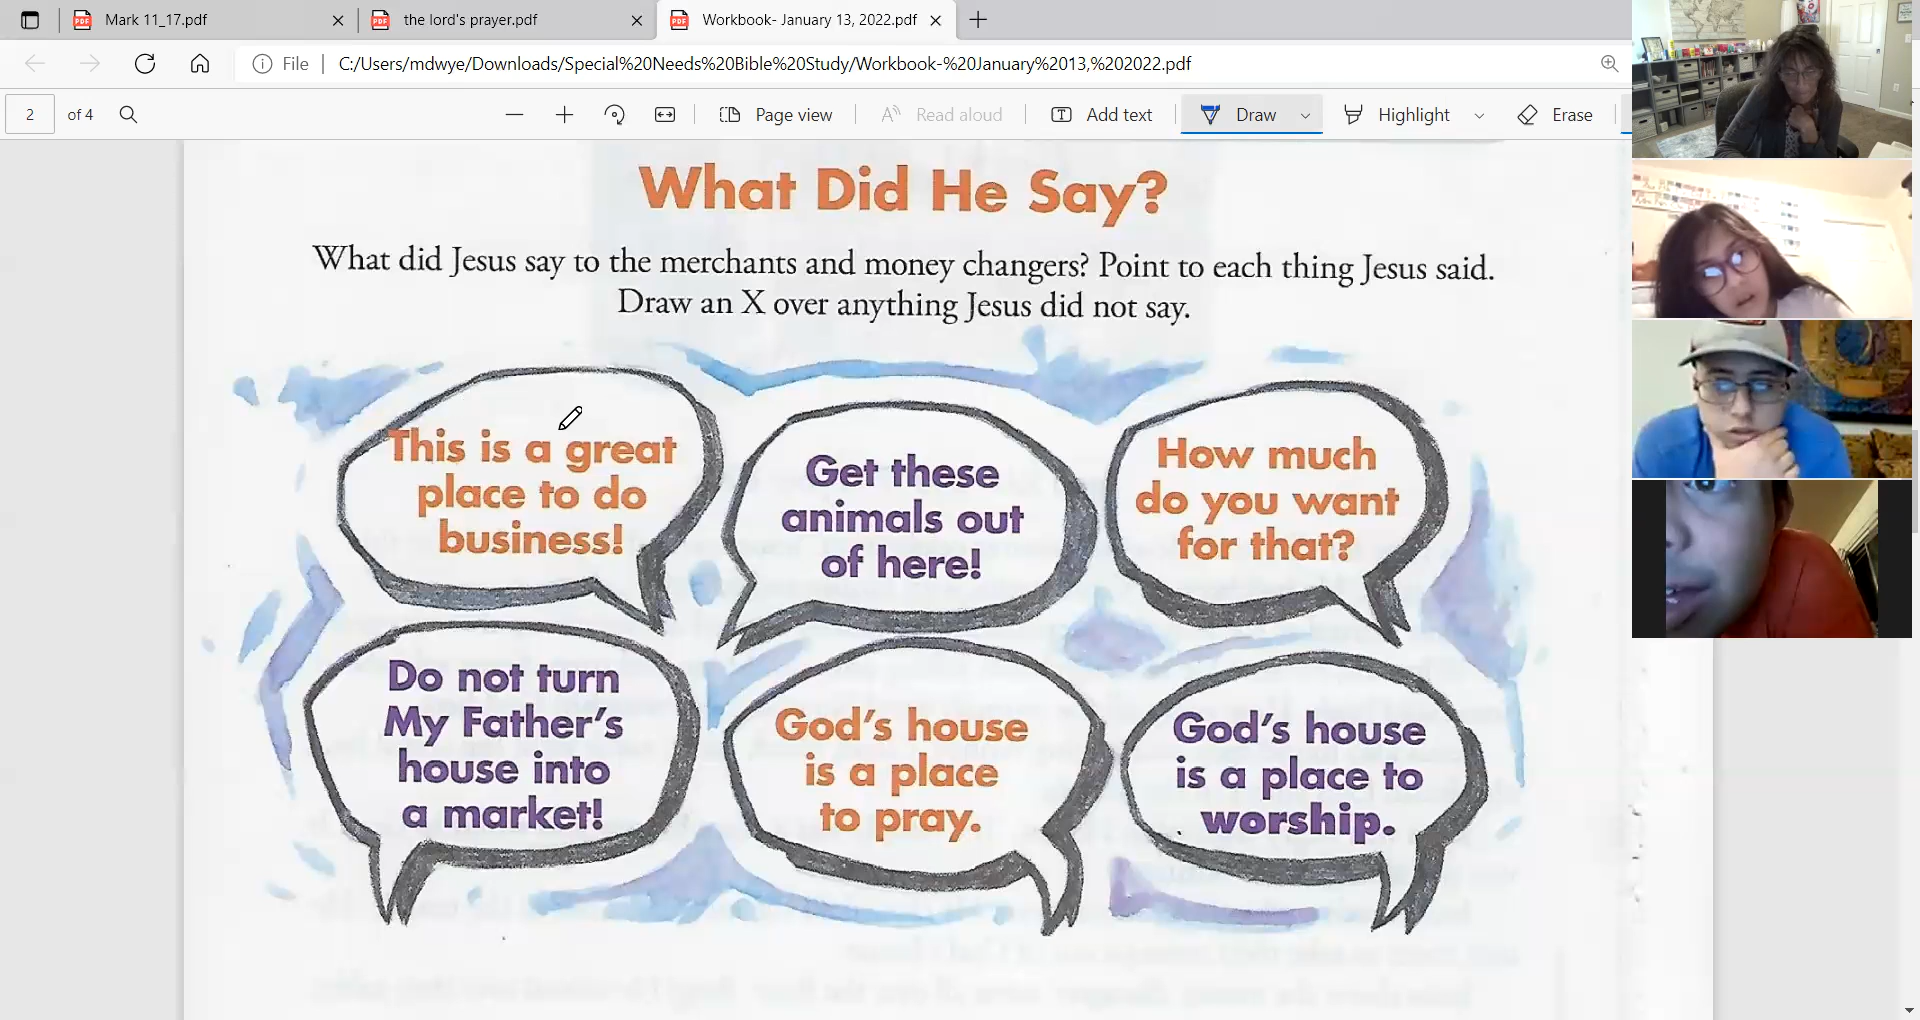 Mark 11_17.pdf
the lord's prayer.pdf
Workbook- January 13, 2022.pdf
File
C:/Users/mdwye/Downloads/Special%20Needs%20Bible%20Study/Workbook-%20January%2013,%202022.pdf
2 of 4
Page view
Read aloud
Add text
Draw
Highlight
Erase
What Did He Say?
What did Jesus say to the merchants and money changers? Point to each thing Jesus said.
Draw an X over anything Jesus did not say.
This is a great
place to do
business!
Get these
animals out
of here!
How much
do you want
for that?
Do not turn
My Father's
house into
a market!
God's house
is a place
to pray.
God's house
is a place to
worship.